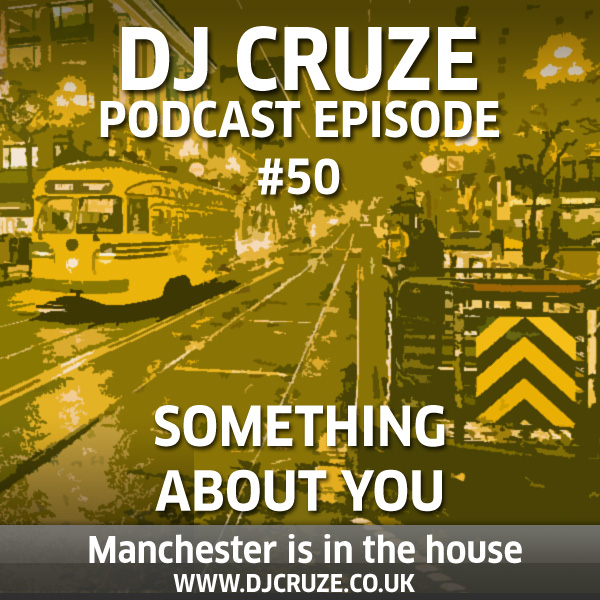 DJ CRUZE
PODCAST EPISODE
#50
SOMETHING
ABOUT YOU
Manchester is in the house
WWW.DJCRUZE.CO.UK